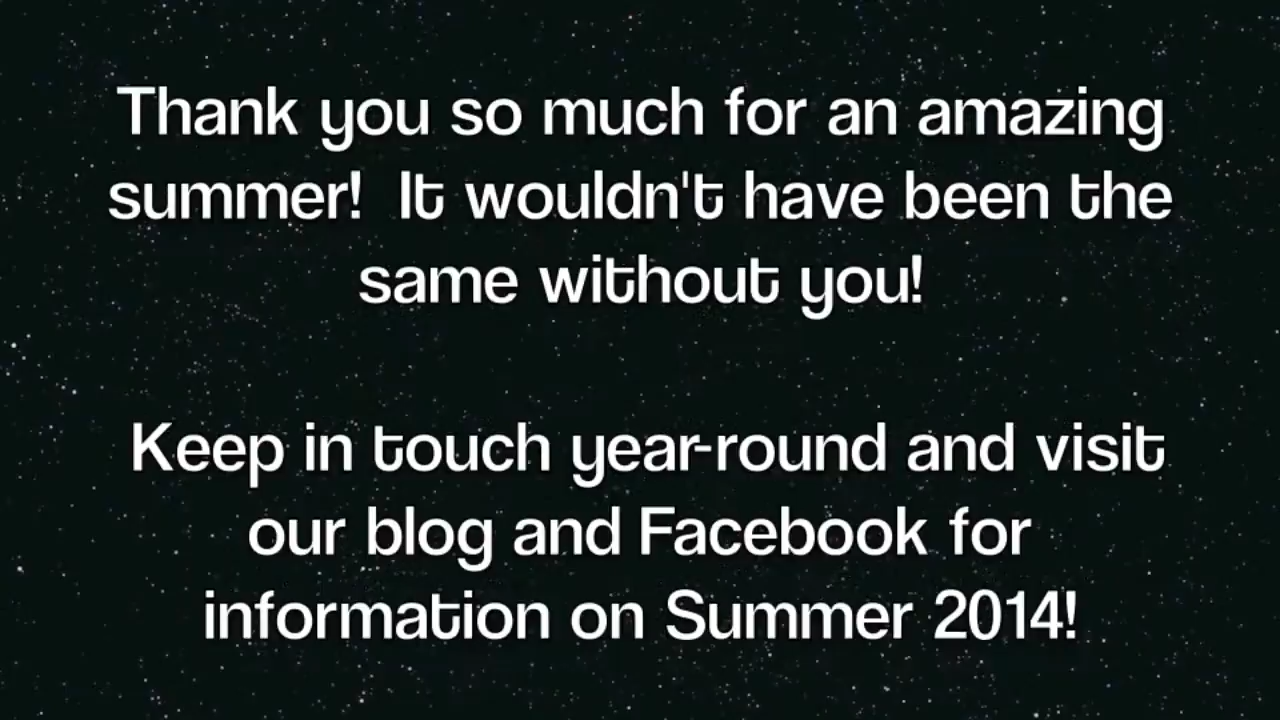 Thank you so much for an amazing
summer!  It wouldn't have been the
same without you!
Keep in touch year-round and visit
our blog and Facebook for
information on Summer 2014!